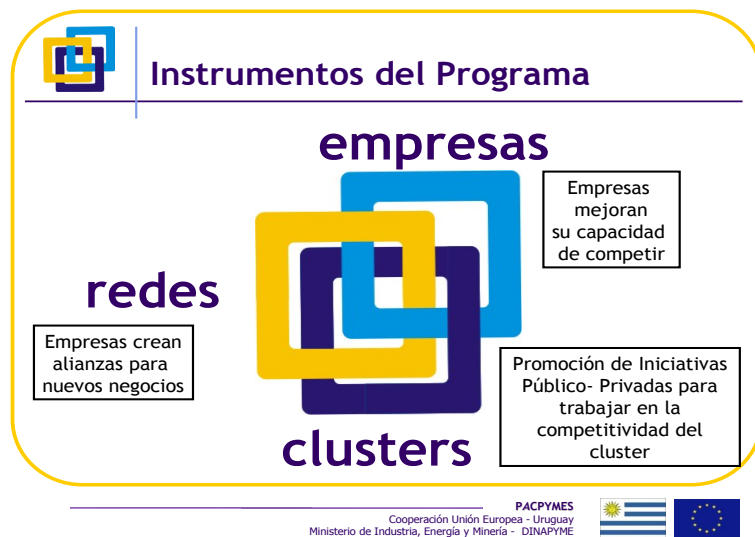 Instrumentos del Programa
empresas
Empresas
mejoran
su capacidad
de competir
redes
Empresas crean
alianzas para
nuevos negocios
Promoción de Iniciativas
Público- Privadas para
trabajar en la
competitividad del
cluster
clusters
PACPYMES
Cooperación Unión Europea - Uruguay
Ministerio de Industria, Energía y Minería - DINAPYME